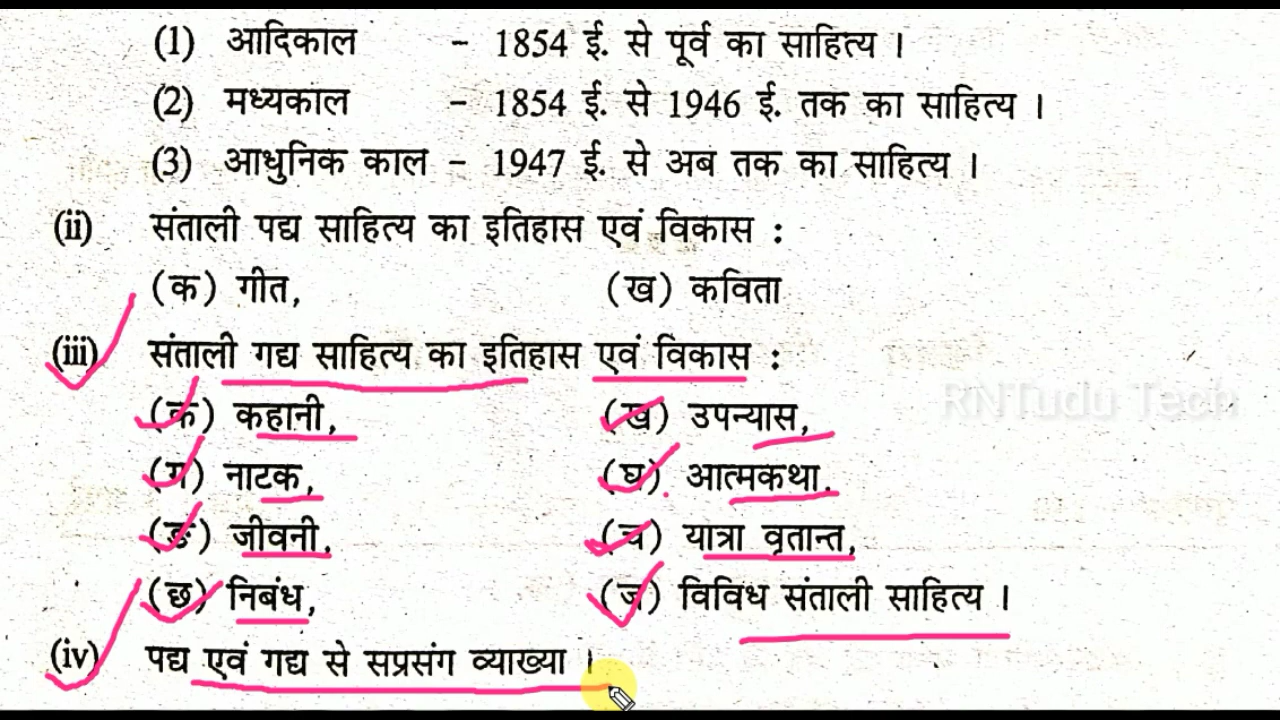 (1) आदिकाल – 1854 ई. से पूर्व का साहित्य ।
(2) मध्यकाल – 1854 ई. से 1946 ई. तक का साहित्य ।
(3) आधुनिक काल – 1947 ई. से अब तक का साहित्य ।
(ii) संताली पद्य साहित्य का इतिहास एवं विकास :
(क) गीत, (ख) कविता
(iii) संताली गद्य साहित्य का इतिहास एवं विकास :
(क) कहानी, (ख) उपन्यास,
(ग) नाटक, (घ) आत्मकथा.
(ङ) जीवनी, (च) यात्रा वृतान्त,
(छ) निबंध, (ज) विविध संताली साहित्य ।
(iv) पद्य एवं गद्य से सप्रसंग व्याख्या ।
RNTudu Tech